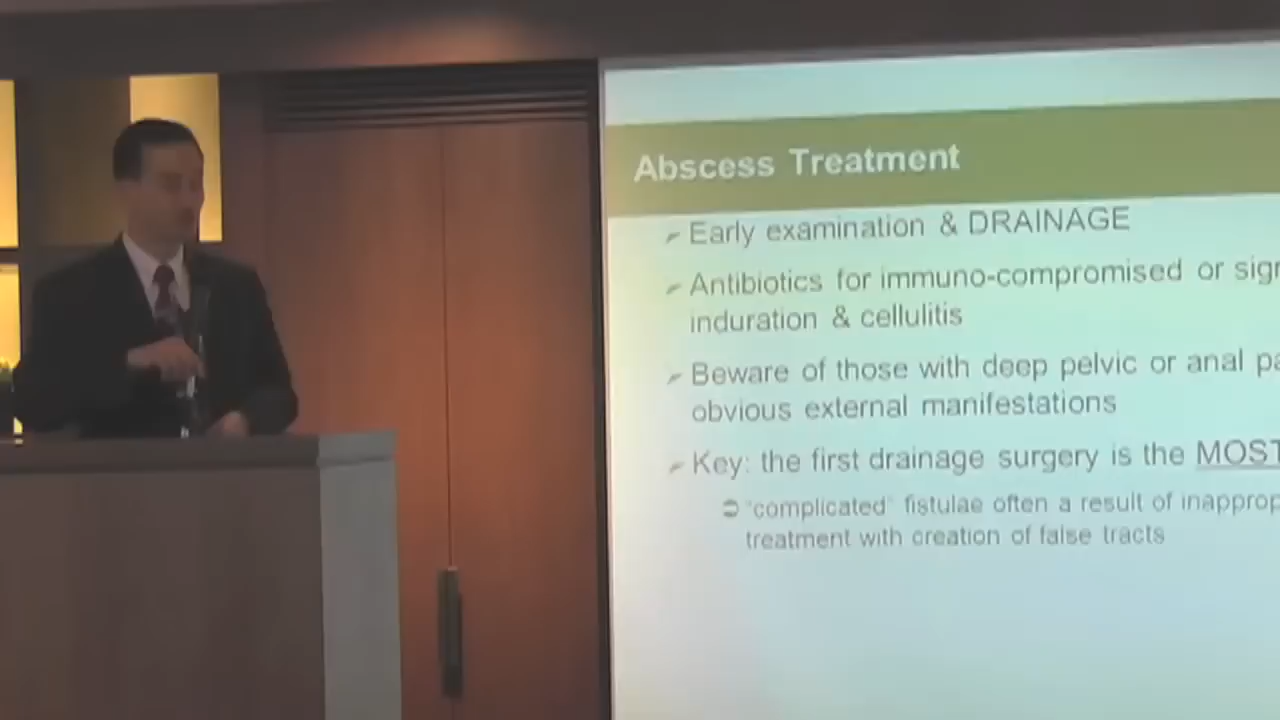 Abscess Treatment
Early examination & DRAINAGE
Antibiotics for immuno-compromised or
induration & cellulitis
Beware of those with deep pelvic or anal
obvious external manifestations
Key: the first drainage surgery is the MOST
"complicated" fistulae often a result of
treatment with creation of false tracts